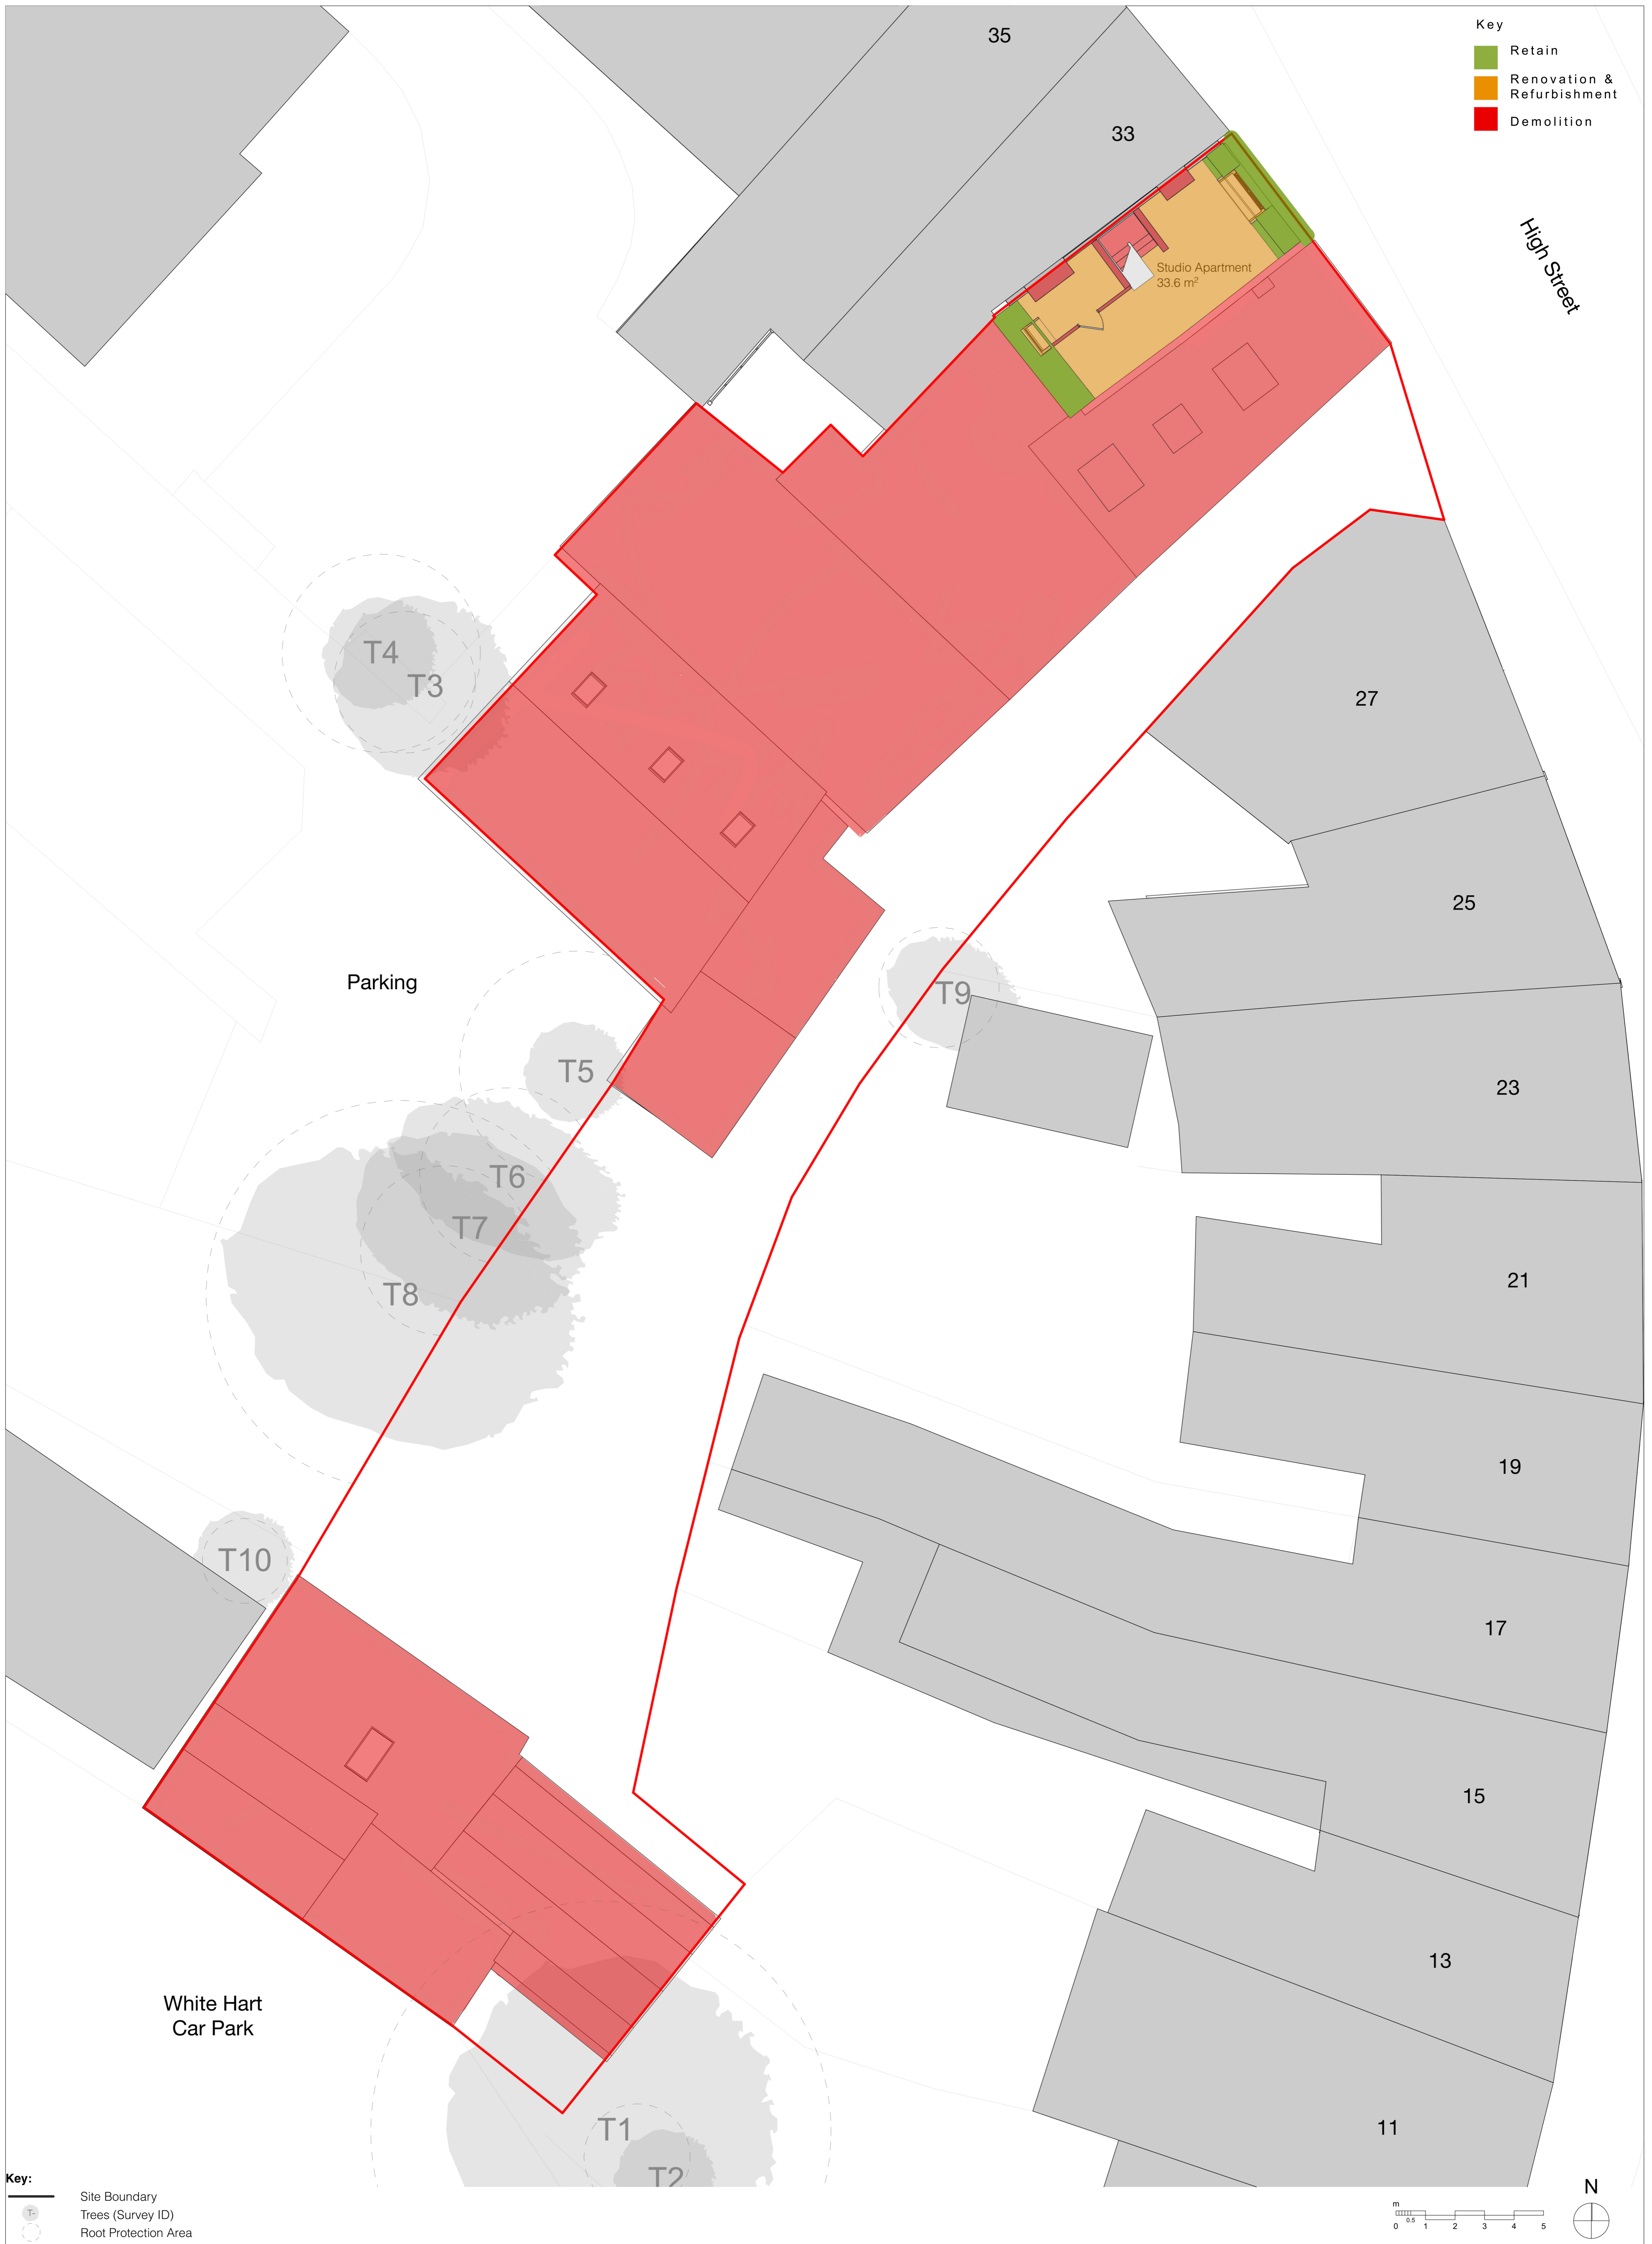 35
Key
Retain
Renovation &
Refurbishment
Demolition
33
High Street
Studio Apartment
33.6 m²
T4
T3
27
25
Parking
T9
T5
23
T6
T7
T8
21
19
T10
17
15
13
White Hart
Car Park
T1
T2
11
Key:
Site Boundary
T-
Trees (Survey ID)
Root Protection Area
N
m
0 0.5 1 2 3 4 5